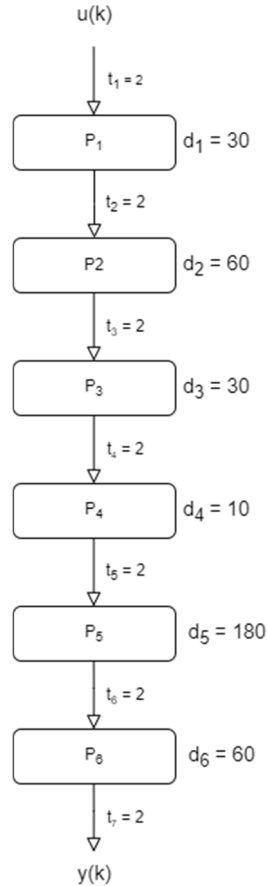 u(k)
t₁ = 2
P₁ d₁ = 30
t₂ = 2
P2 d₂ = 60
t₃ = 2
P₃ d₃ = 30
t₄ = 2
P₄ d₄ = 10
t₅ = 2
P₅ d₅ = 180
t₆ = 2
P₆ d₆ = 60
t₇ = 2
y(k)